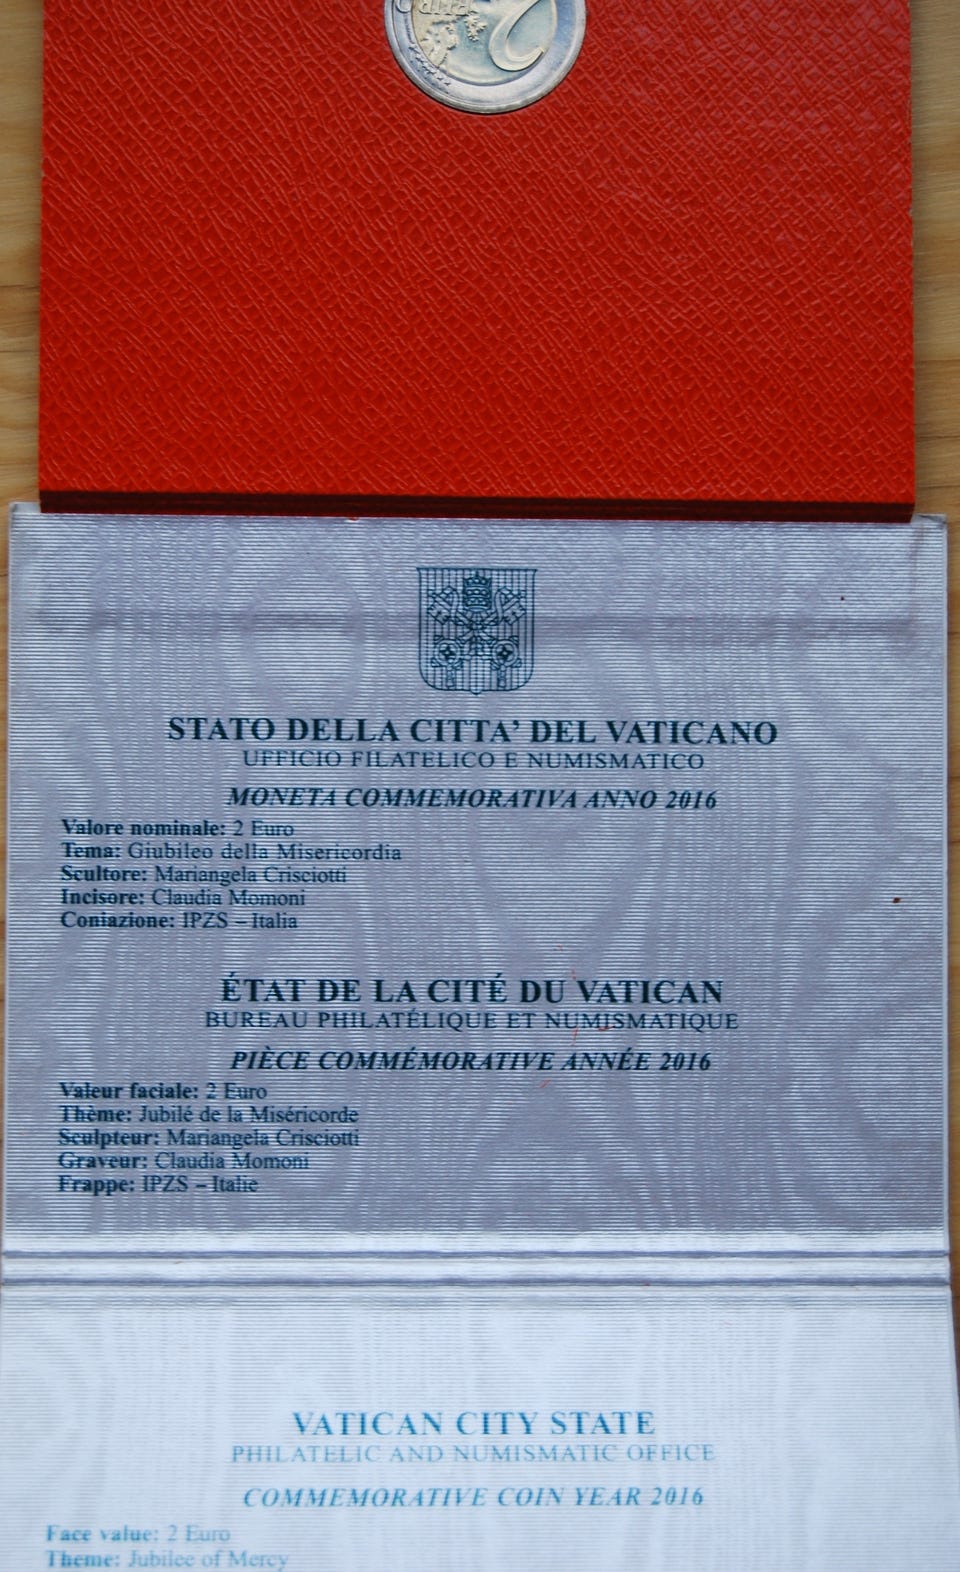 2
STATO DELLA CITTA’ DEL VATICANO
UFFICIO FILATELICO E NUMISMATICO
MONETA COMMEMORATIVA ANNO 2016
Valore nominale: 2 Euro
Tema: Giubileo della Misericordia
Scultore: Mariangela Crisciotti
Incisore: Claudia Momoni
Coniazione: IPZS – Italia
ÉTAT DE LA CITÉ DU VATICAN
BUREAU PHILATÉLIQUE ET NUMISMATIQUE
PIÈCE COMMÉMORATIVE ANNÉE 2016
Valeur faciale: 2 Euro
Thème: Jubilé de la Miséricorde
Sculpteur: Mariangela Crisciotti
Graveur: Claudia Momoni
Frappe: IPZS – Italie
VATICAN CITY STATE
PHILATELIC AND NUMISMATIC OFFICE
COMMEMORATIVE COIN YEAR 2016
Face value: 2 Euro
Theme: Jubilee of Mercy